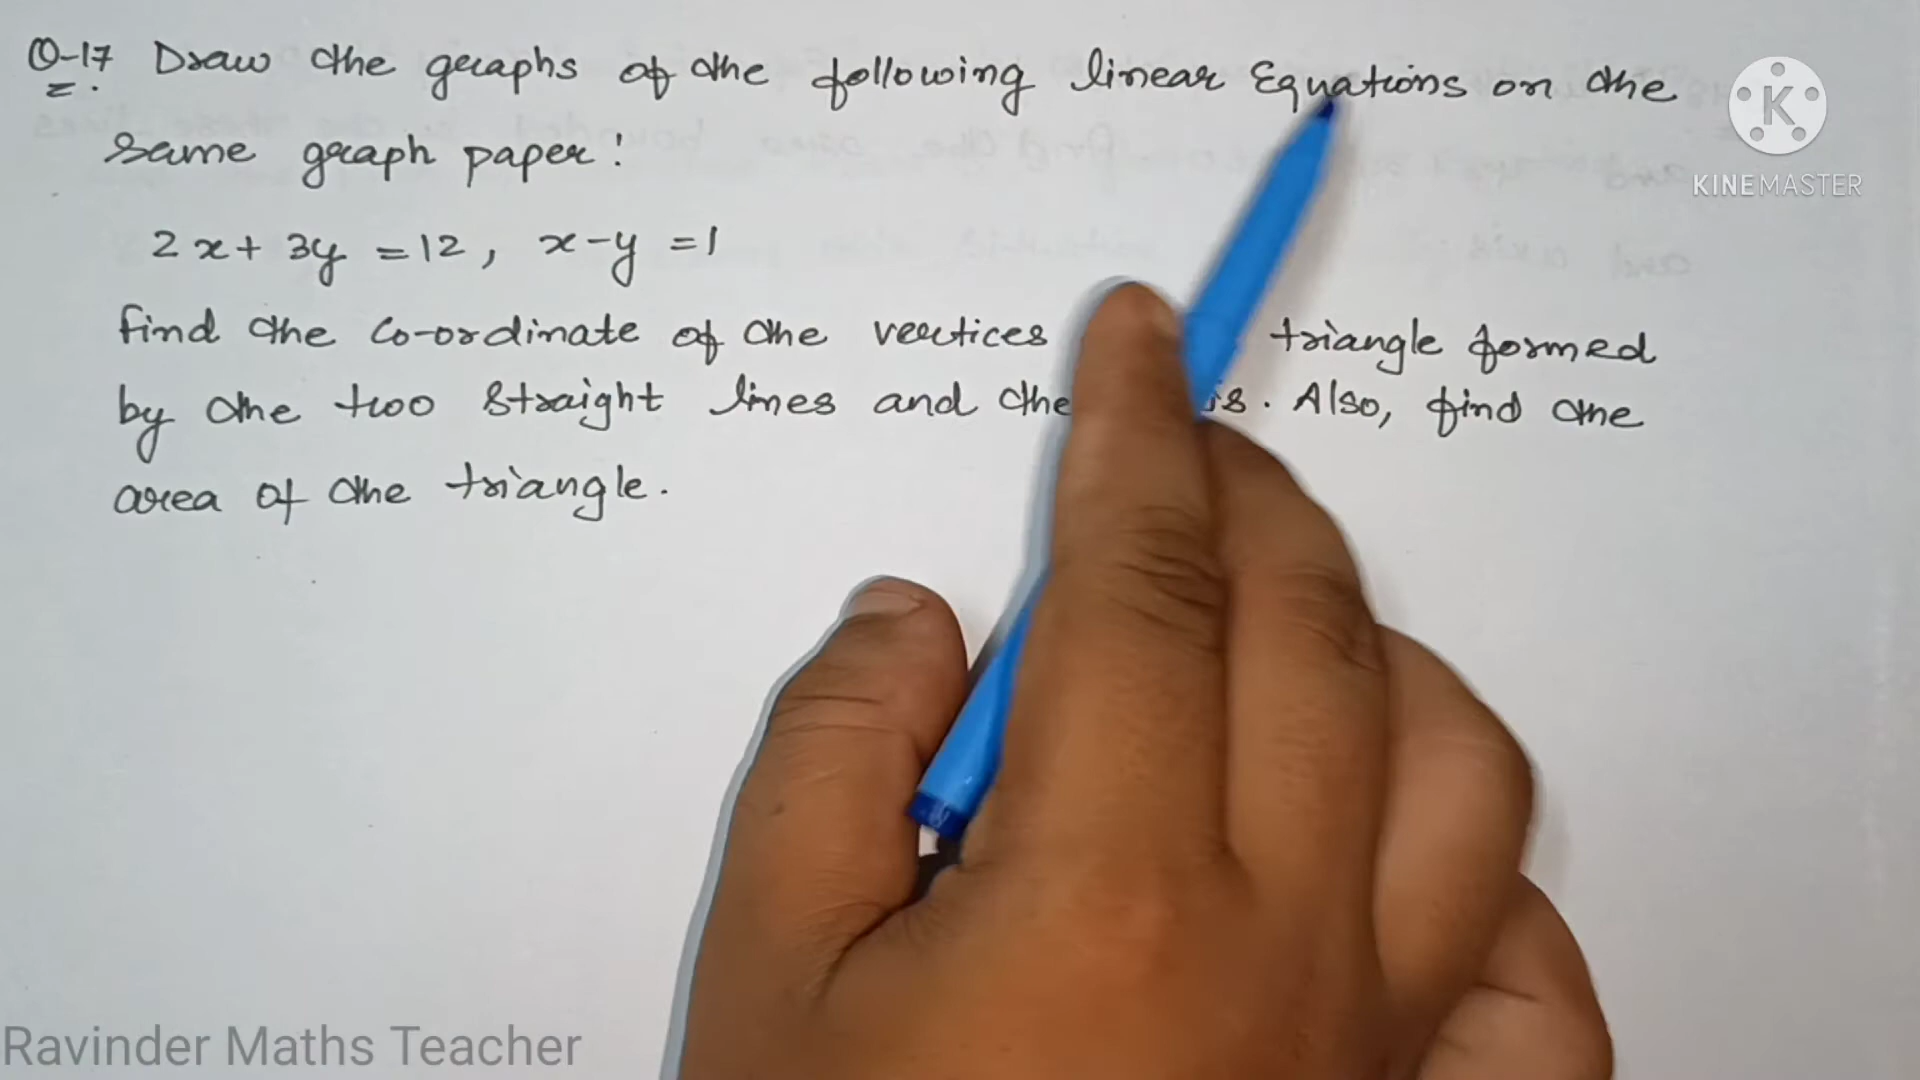 Q-17 Draw the graphs of the following linear Equations on the
same graph paper!
2x + 3y = 12, x - y = 1
find the Co-ordinate of the vertices triangle formed
by the two straight lines and the is. Also, find the
area of the triangle.
K
KINEMASTER
Ravinder Maths Teacher